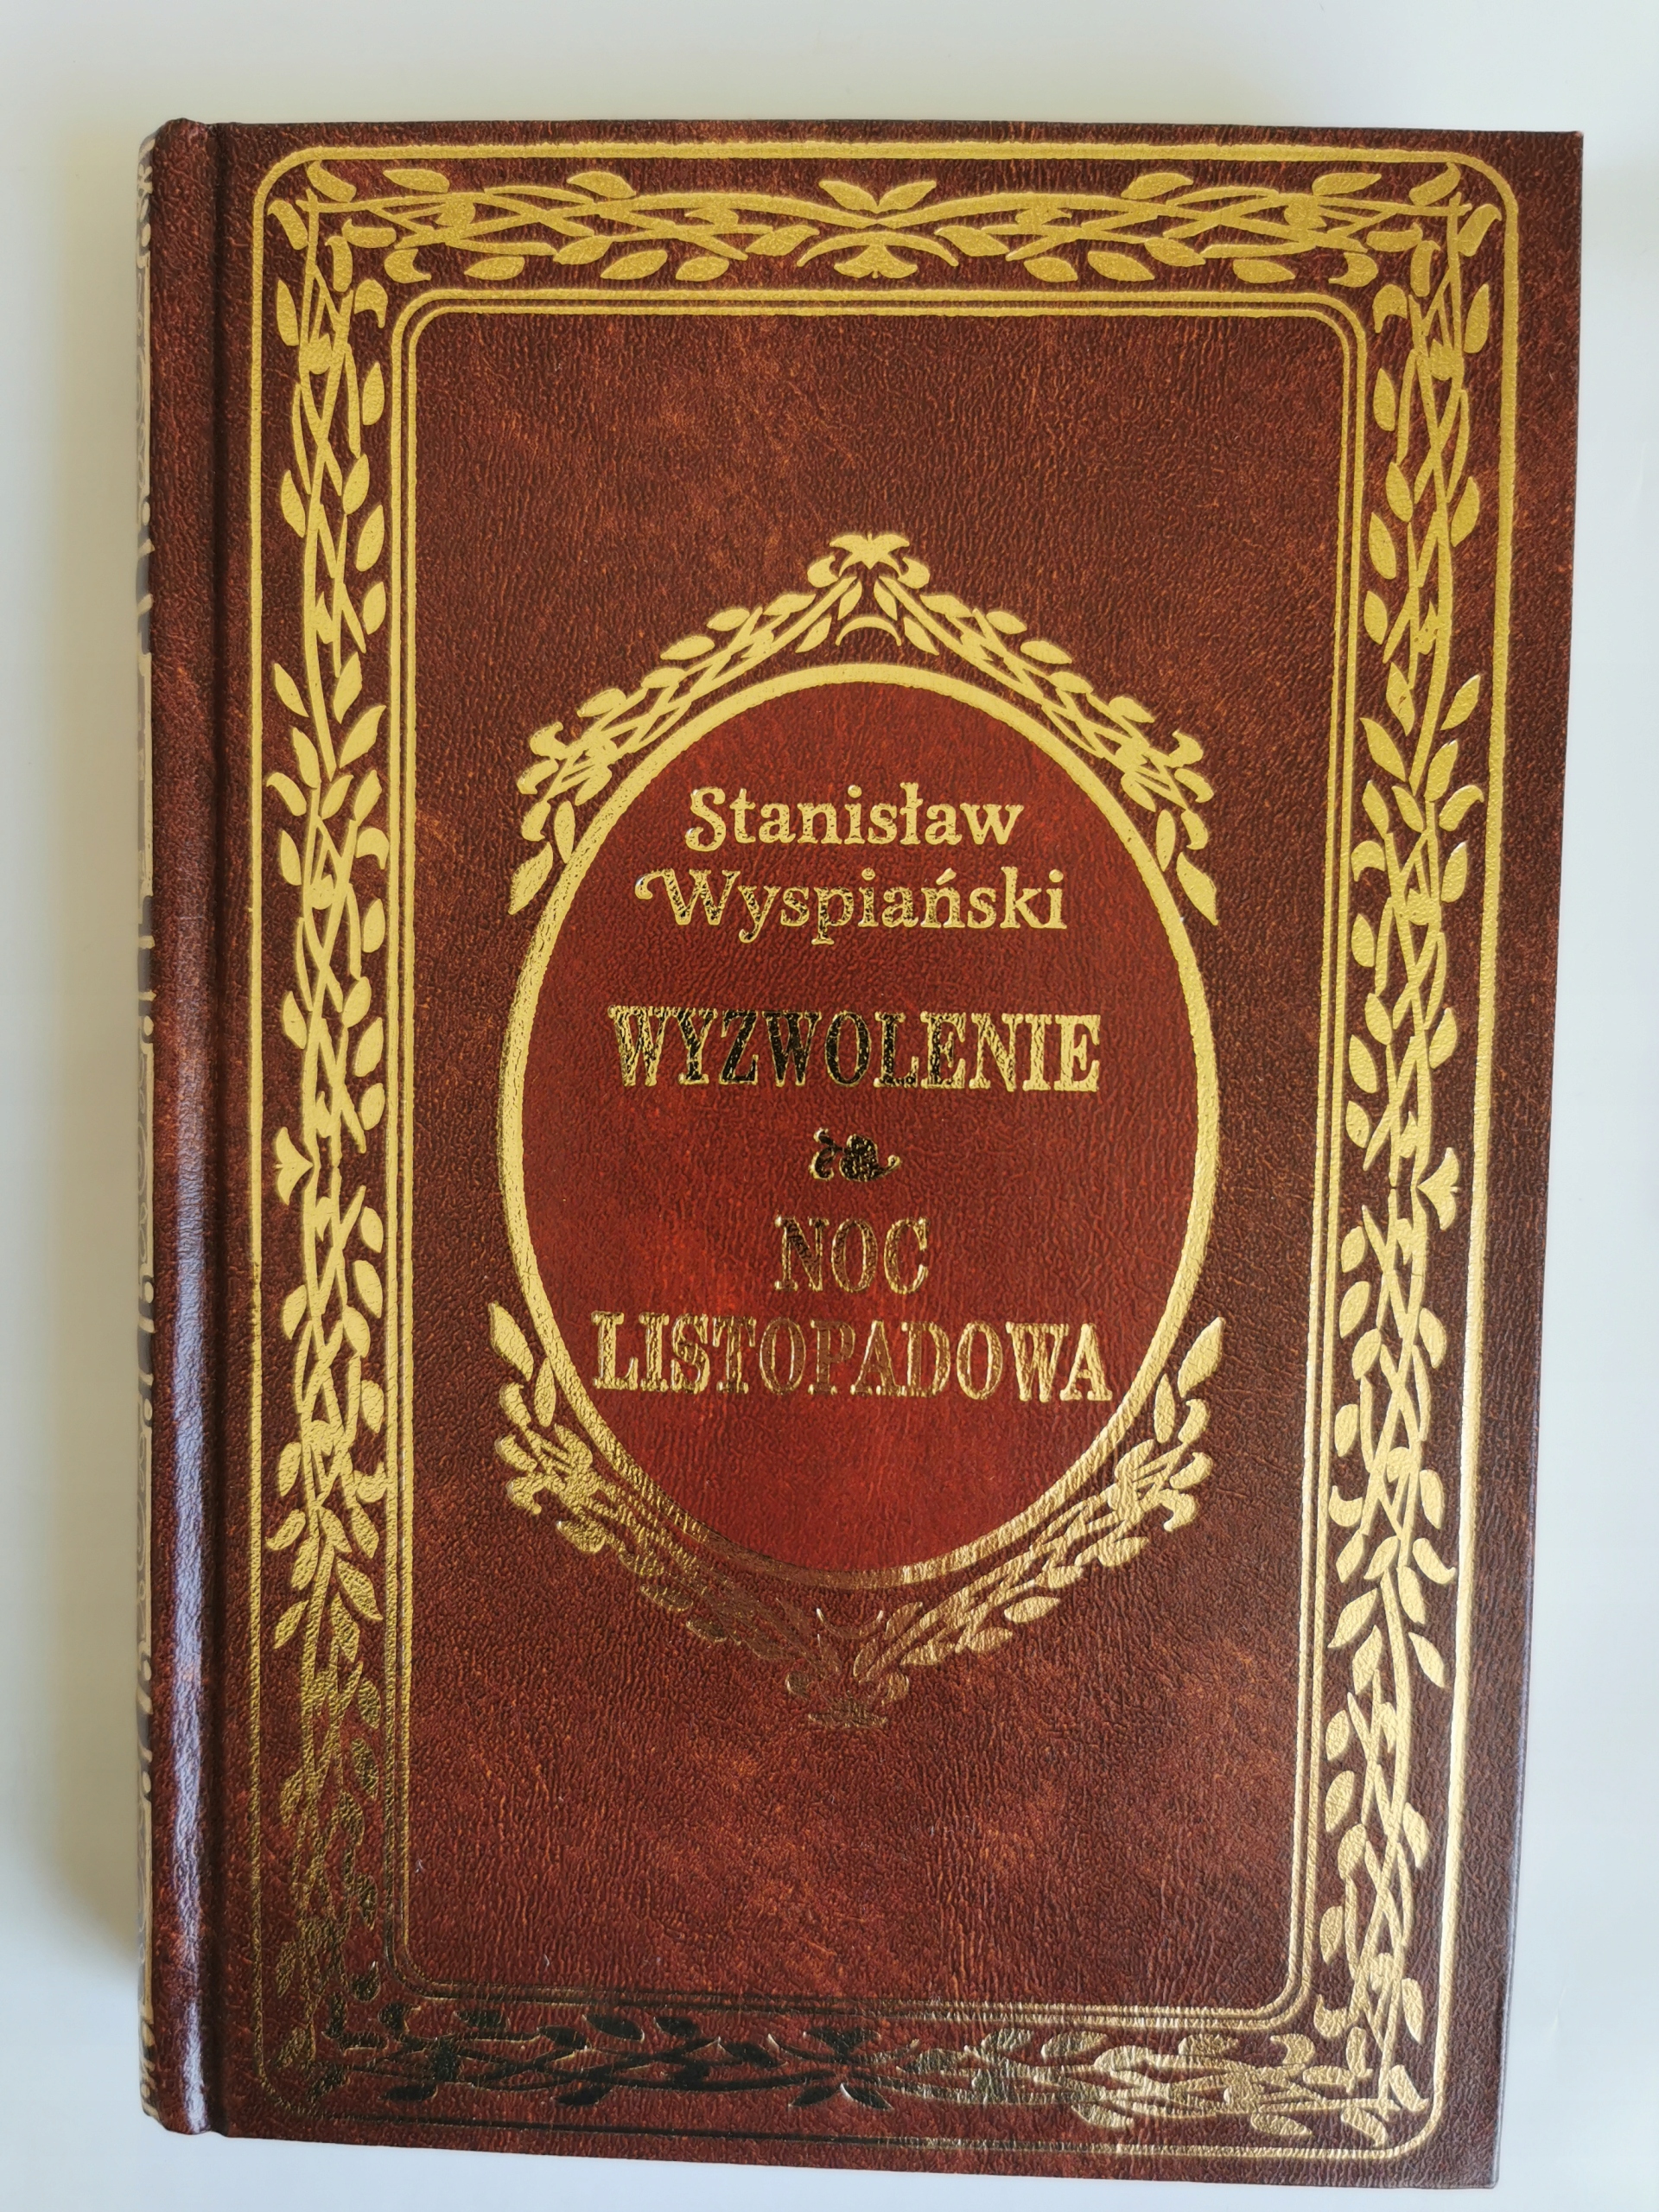 Stanisław
Wyspiański
WYZWOLENIE
NOC
LISTOPADOWA